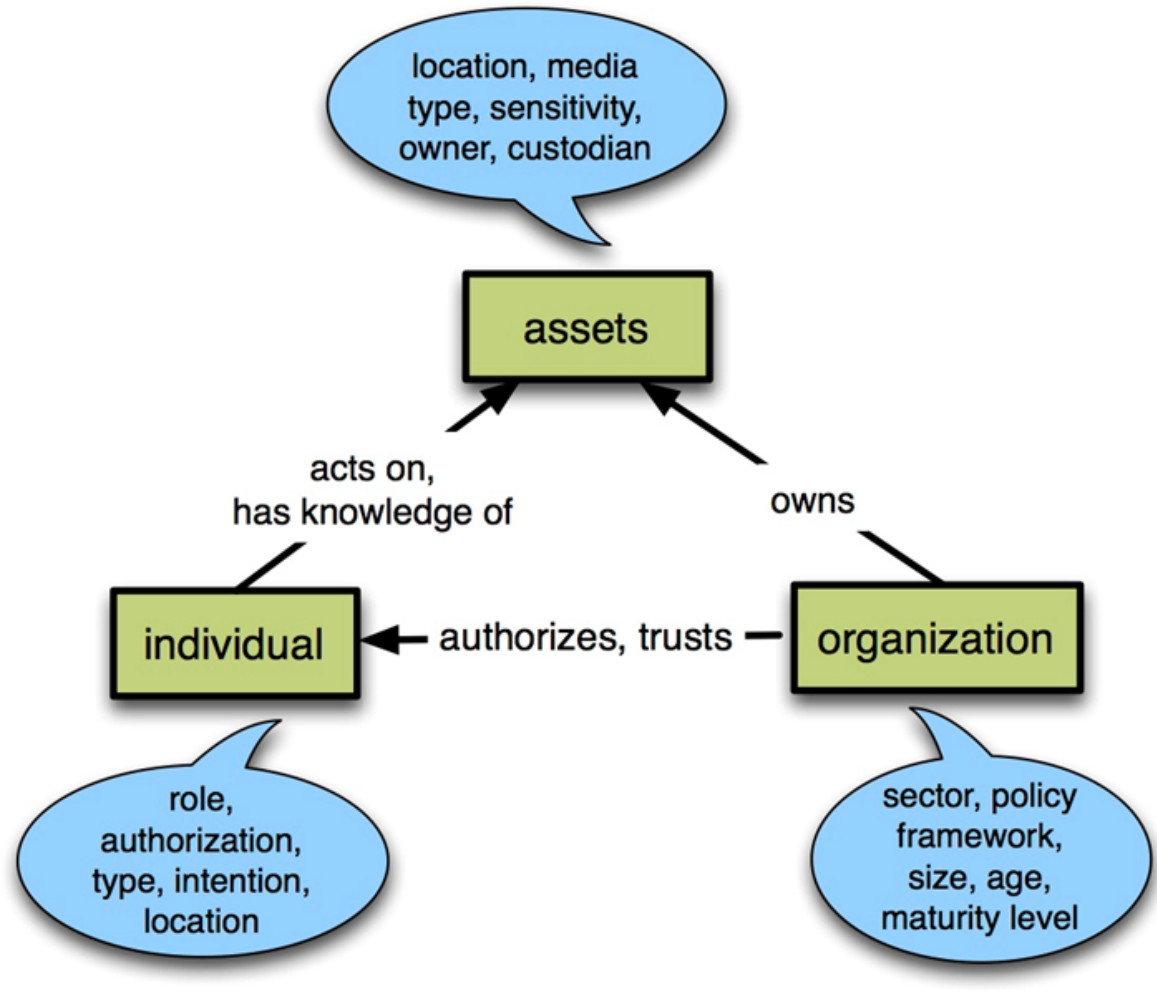 location, media
type, sensitivity,
owner, custodian
assets
acts on,
has knowledge of
owns
individual
authorizes, trusts
organization
role,
authorization,
type, intention,
location
sector, policy
framework,
size, age,
maturity level